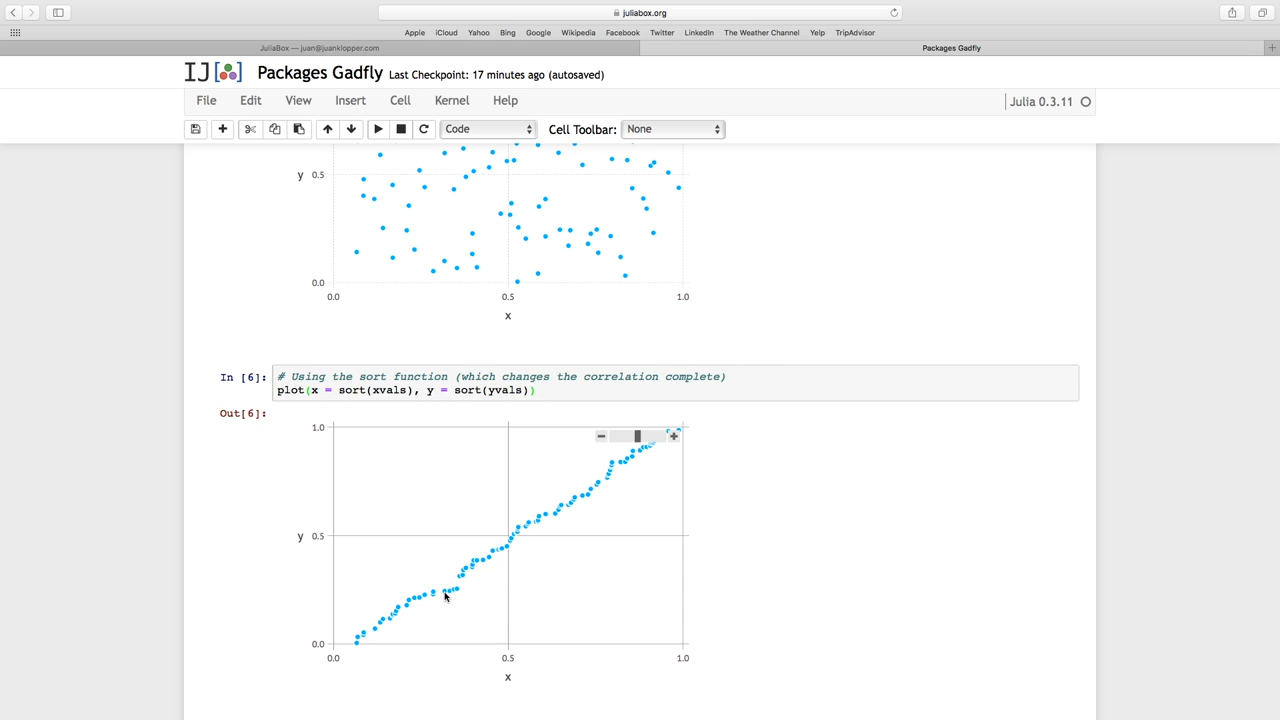 juliabox.org
Apple iCloud Yahoo Bing Google Wikipedia Facebook Twitter LinkedIn The Weather Channel Yelp TripAdvisor
JuliaBox — juan@juanklopper.com
Packages Gadfly
IJ[] Packages Gadfly Last Checkpoint: 17 minutes ago (autosaved)
File Edit View Insert Cell Kernel Help
Julia 0.3.11
Code
Cell Toolbar: None
y 0.5
0.0
0.0 0.5 1.0
x
In [6]: # Using the sort function (which changes the correlation complete)
plot(x = sort(xvals), y = sort(yvals))
Out[6]:
1.0
y 0.5
0.0
0.0 0.5 1.0
x